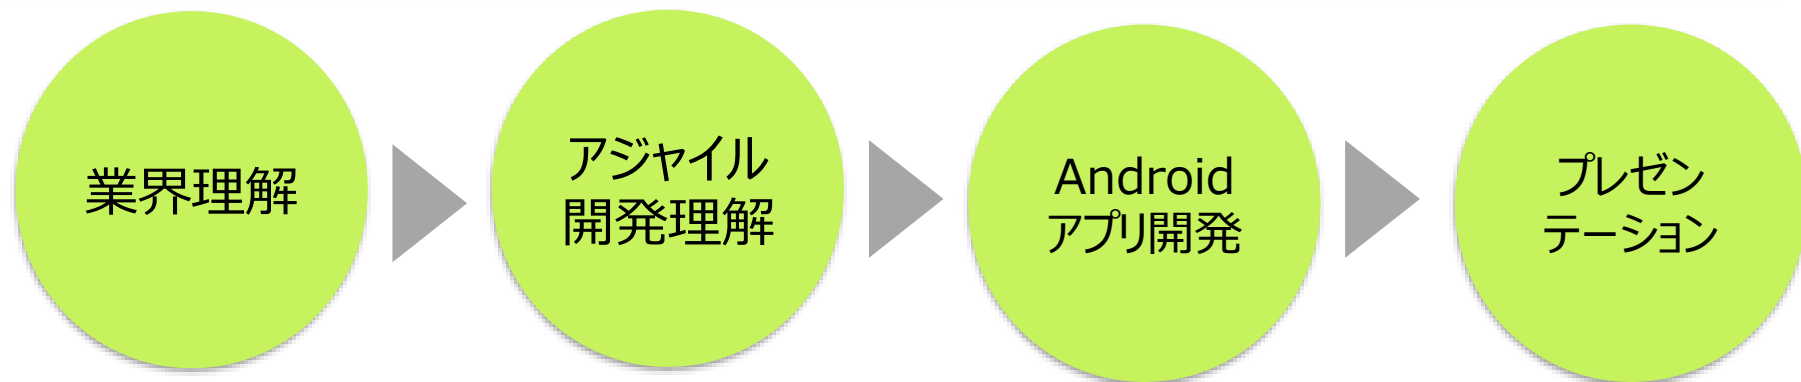 業界理解
アジャイル
開発理解
Android
アプリ開発
プレゼン
テーション